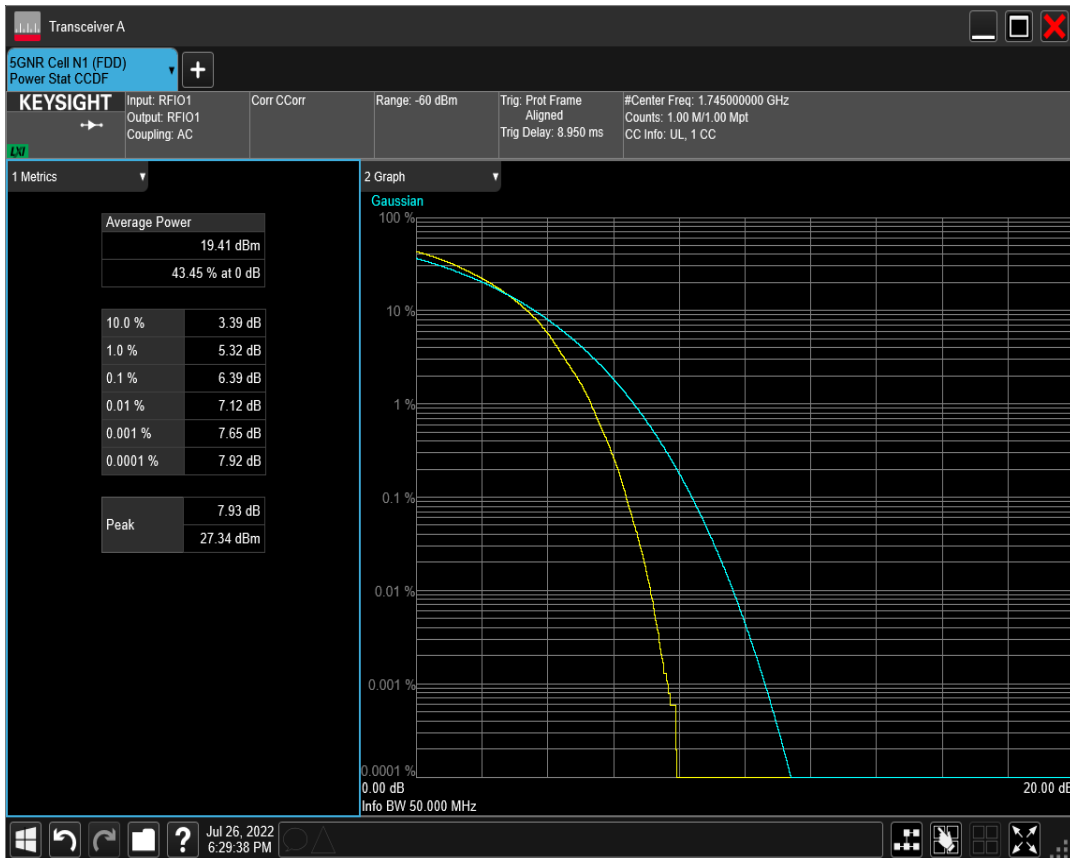 Transceiver A
5GNR Cell N1 (FDD)
Power Stat CCDF
+
KEYSIGHT
LXI
Input: RFIO1
Output: RFIO1
Coupling: AC
Corr CCorr
Range: -60 dBm
Trig: Prot Frame
Aligned
Trig Delay: 8.950 ms
#Center Freq: 1.745000000 GHz
Counts: 1.00 M/1.00 Mpt
CC Info: UL, 1 CC
1 Metrics
Average Power
19.41 dBm
43.45 % at 0 dB
10.0 % 3.39 dB
1.0 % 5.32 dB
0.1 % 6.39 dB
0.01 % 7.12 dB
0.001 % 7.65 dB
0.0001 % 7.92 dB
Peak 7.93 dB
27.34 dBm
2 Graph
Gaussian
100 %
10 %
1 %
0.1 %
0.01 %
0.001 %
0.0001 %
0.00 dB 20.00 dB
Info BW 50.000 MHz
? Jul 26, 2022
6:29:38 PM